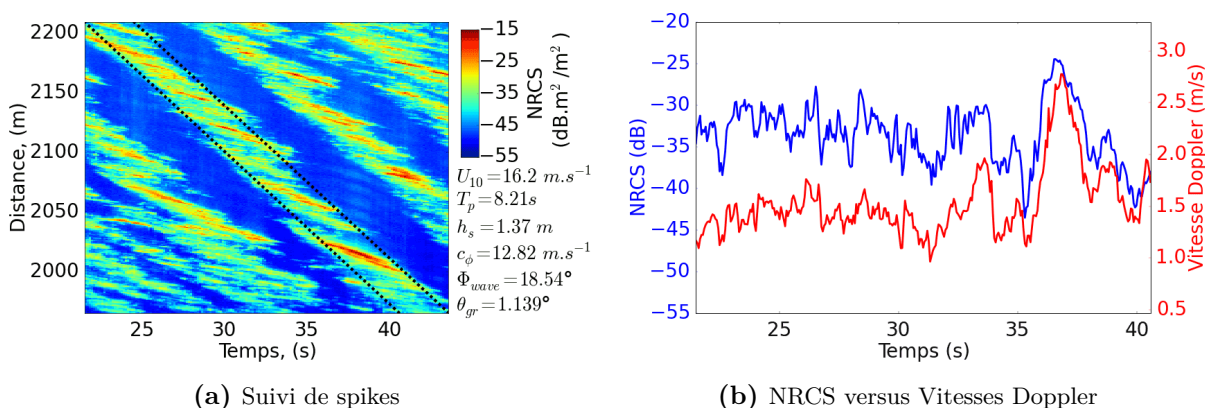 2200
2150
2100
2050
2000
Distance, (m)
25 30 35 40
Temps, (s)
−15
−25
−35
−45
−55
NRCS
(dB.m²/m²)
U₁₀=16.2 m.s⁻¹
Tₚ=8.21s
hₛ=1.37 m
c_ϕ=12.82 m.s⁻¹
Φ_wave=18.54°
θ_gr=1.139°
(a) Suivi de spikes
−20
−25
−30
−35
−40
−45
−50
−55
NRCS (dB)
25 30 35 40
Temps (s)
3.0
2.5
2.0
1.5
1.0
0.5
Vitesse Doppler (m/s)
(b) NRCS versus Vitesses Doppler